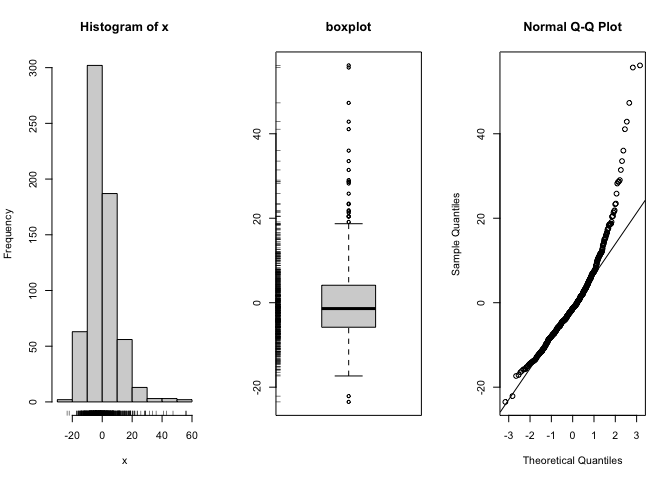 Histogram of x
Frequency
300
250
200
150
100
50
0
-20 0 20 40 60
x
boxplot
40
20
0
-20
Normal Q-Q Plot
Sample Quantiles
40
20
0
-20
-3 -2 -1 0 1 2 3
Theoretical Quantiles